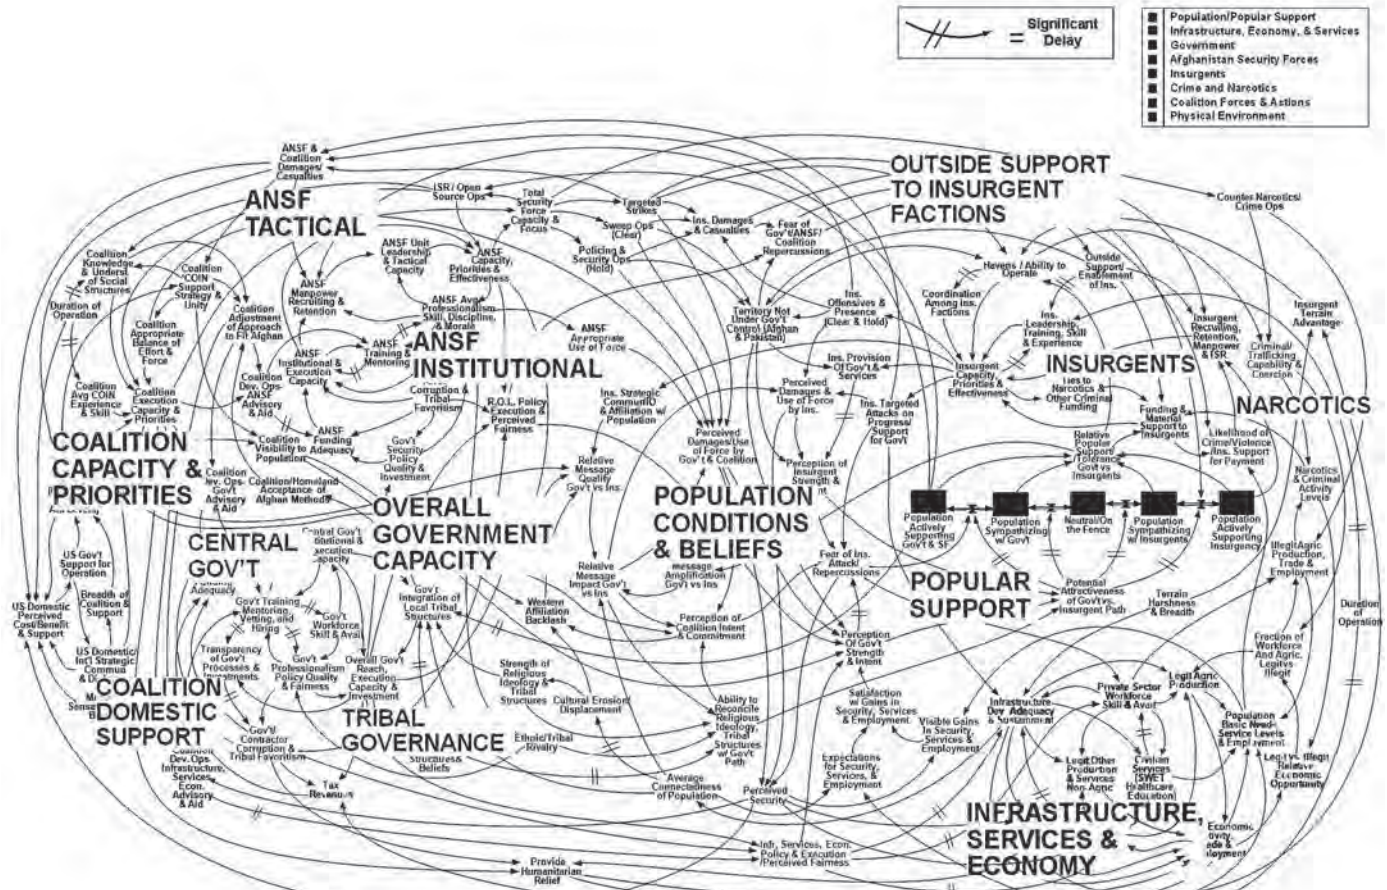 Significant
= Delay
Population/Popular Support
Infrastructure, Economy, & Services
Government
Afghanistan Security Forces
Insurgents
Crime and Narcotics
Coalition Forces & Actions
Physical Environment
ANSF &
Coalition
Damages/
Casualties
ANSF
TACTICAL
ISR / Open
Source Ops
Total
Security
Force
Capacity &
Focus
Targeted
Strikes
Sweep Ops
(Clear)
Ins. Damages
& Casualties
Fear of
Gov't/ANSF/
Coalition
Repercussions
Policing &
Security Ops
(Hold)
OUTSIDE SUPPORT
TO INSURGENT
FACTIONS
Counter Narcotics/
Crime Ops
Coalition
Knowledge
& Underst.
of Social
Structures
Coalition
COIN
Support
Strategy &
Unity
ANSF Unit
Leadership
& Tactical
Capacity
ANSF
Capacity,
Priorities &
Effectiveness
ANSF
Manpower
Recruiting &
Retention
Havens / Ability to
Operate
Outside
Support/
Enablement
of Ins.
Duration of
Operation
Coalition
Adjustment
of Approach
to Fit Afghan
Coalition
Appropriate
Balance of
Effort &
Force
ANSF Avg
Professionalism
Skill, Discipline,
& Morale
ANSF
Appropriate
Use of Force
ANSF
INSTITUTIONAL
ANSF
Training &
Mentoring
ANSF
Institutional &
Execution
Capacity
Territory Not
Under Gov't
Control (Afghan
& Pakistan)
Ins.
Offensives &
Presence
(Clear & Hold)
Coordination
Among Ins.
Factions
Ins.
Leadership,
Training, Skill
& Experience
Insurgent
Recruiting,
Retention,
Manpower
& ISR
Insurgent
Terrain
Advantage
Criminal/
Trafficking
Capability &
Coercion
INSURGENTS
Ins. Provision
Of Gov't &
Services
Insurgent
Capacity,
Priorities &
Effectiveness
Ties to
Narcotics &
Other Criminal
Funding
Coalition
Avg COIN
Experience
& Skill
Coalition
Execution
Capacity &
Priorities
Coalition
Dev. Ops
ANSF
Advisory
& Aid
Corruption &
Tribal
Favoritism
R.O.L. Policy
Execution &
Perceived
Fairness
Ins. Strategic
& Affiliation w/
Population
Perceived
Damages &
Use of Force
by Ins.
Ins. Targeted
Attacks on
Progress/
Support
for Gov't
Funding &
Material
Support to
Insurgents
NARCOTICS
COALITION
CAPACITY &
PRIORITIES
Coalition
Visibility to
Population
ANSF
Funding
Adequacy
Gov't
Security
Policy
Quality &
Investment
Perceived
Damages/Use
of Force by
Gov't & Coalition
Relative
Popular
Support/
Tolerance
Govt vs
Insurgents
Likelihood of
Crime/Violence
/Ins. Support
for Payment
Coalition
Dev. Ops-
Gov't
Advisory
& Aid
Coalition/Homeland
Acceptance of
Afghan Methods
Relative
Message
Quality
Gv't vs Ins
Perception of
Insurgent
Strength &
Narcotics
& Criminal
Activity
Levels
OVERALL
GOVERNMENT
CAPACITY
POPULATION
CONDITIONS
& BELIEFS
Population
Actively
Supporting
Gov't & SF
Population
Sympathizing
w/ Gov't
Neutral/On
the Fence
Population
Sympathizing
w/ Insurgents
Population
Actively
Supporting
Insurgency
CENTRAL
GOV'T
Central Gov't
Capacity
Adequacy
US Gov't
Support for
Operation
Breadth of
Coalition &
Support
US Domestic
Perceived
Cost/Benefit
& Support
Relative
Message
Impact Gov't
vs Ins
message
Amplification
Gov't vs Ins
Fear of Ins.
Attack/
Repercussions
POPULAR
SUPPORT
Potential
Attractiveness
of Gov't vs.
Insurgent Path
Terrain
Harshness
& Breadth
Illegit Agric
Production,
Trade &
Employment
Duration
of
Operation
Gov't Training
Mentoring,
Vetting, and
Hiring
Gov't
Workforce
Skill & Avail
Gov't
Integration of
Local Tribal
Structures
Western
Affiliation
Backlash
Perception of
Coalition Intent
& Commitment
Perception
Of Gov't
Strength
& Intent
Fraction of
Workforce
And Agric.
Legit vs
Illegit
US Domestic/
Int'l Strategic
Transparency
of Gov't
Processes &
Investments
Gov't
Professionalism
Policy Quality
& Fairness
Overall Gov't
Reach,
Execution
Capacity &
Investment
Strength of
Religious
Ideology &
Tribal
Structures
Cultural Erosion/
Displacement
Ability to
Reconcile
Religious
Ideology,
Tribal
Structures
w/ Gov't
Path
Satisfaction
w/ Gains in
Security, Services
& Employment
Visible Gains
In Security,
Services &
Employment
Infrastructure
Dev. Adequacy
& Sustainment
Private Sector
Workforce
Skill & Avail
Legit Agric
Production
Population
Basic Needs
Service Levels
& Employment
COALITION
DOMESTIC
SUPPORT
TRIBAL
GOVERNANCE
Structures &
Beliefs
Ethnic/Tribal
Rivalry
Gov't/
Contractor
Corruption &
Tribal Favoritism
Dev. Ops.
Infrastructure,
Services,
Econ.
Advisory
& Aid
Tax
Revenues
Average
Connectedness
of Population
Perceived
Security
Expectations
for Security,
Services, &
Employment
Legit Other
Production
& Services
Non-Agric
Civilian
Services
(SWET
Healthcare,
Education)
Legit vs Illegit
Relative
Economic
Opportunity
INFRASTRUCTURE,
SERVICES &
ECONOMY
Economic
Provide
Humanitarian
Relief
Infr, Services, Econ.
Policy & Execution
/Perceived Fairness